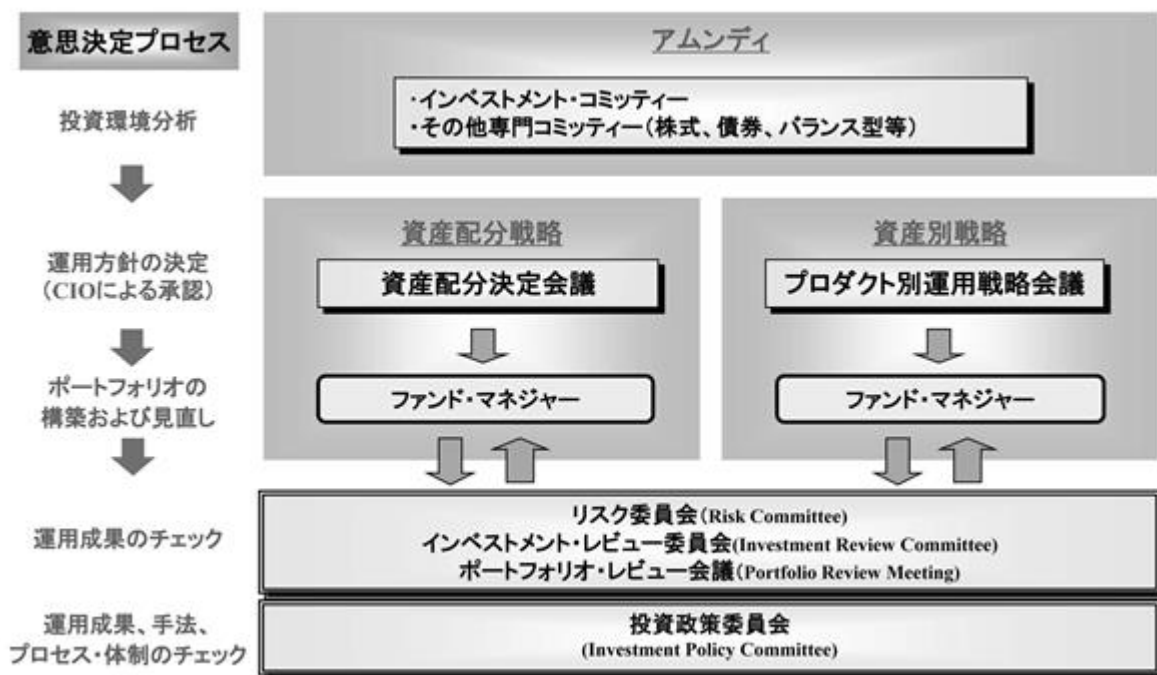 意思決定プロセス
アムンディ
・インベストメント・コミッティー
・その他専門コミッティー(株式、債券、バランス型等)
投資環境分析
資産配分戦略
資産別戦略
運用方針の決定
(CIOによる承認)
資産配分決定会議
プロダクト別運用戦略会議
ポートフォリオの
構築および見直し
ファンド・マネジャー
ファンド・マネジャー
運用成果のチェック
リスク委員会(Risk Committee)
インベストメント・レビュー委員会(Investment Review Committee)
ポートフォリオ・レビュー会議(Portfolio Review Meeting)
運用成果、手法、
プロセス・体制のチェック
投資政策委員会
(Investment Policy Committee)